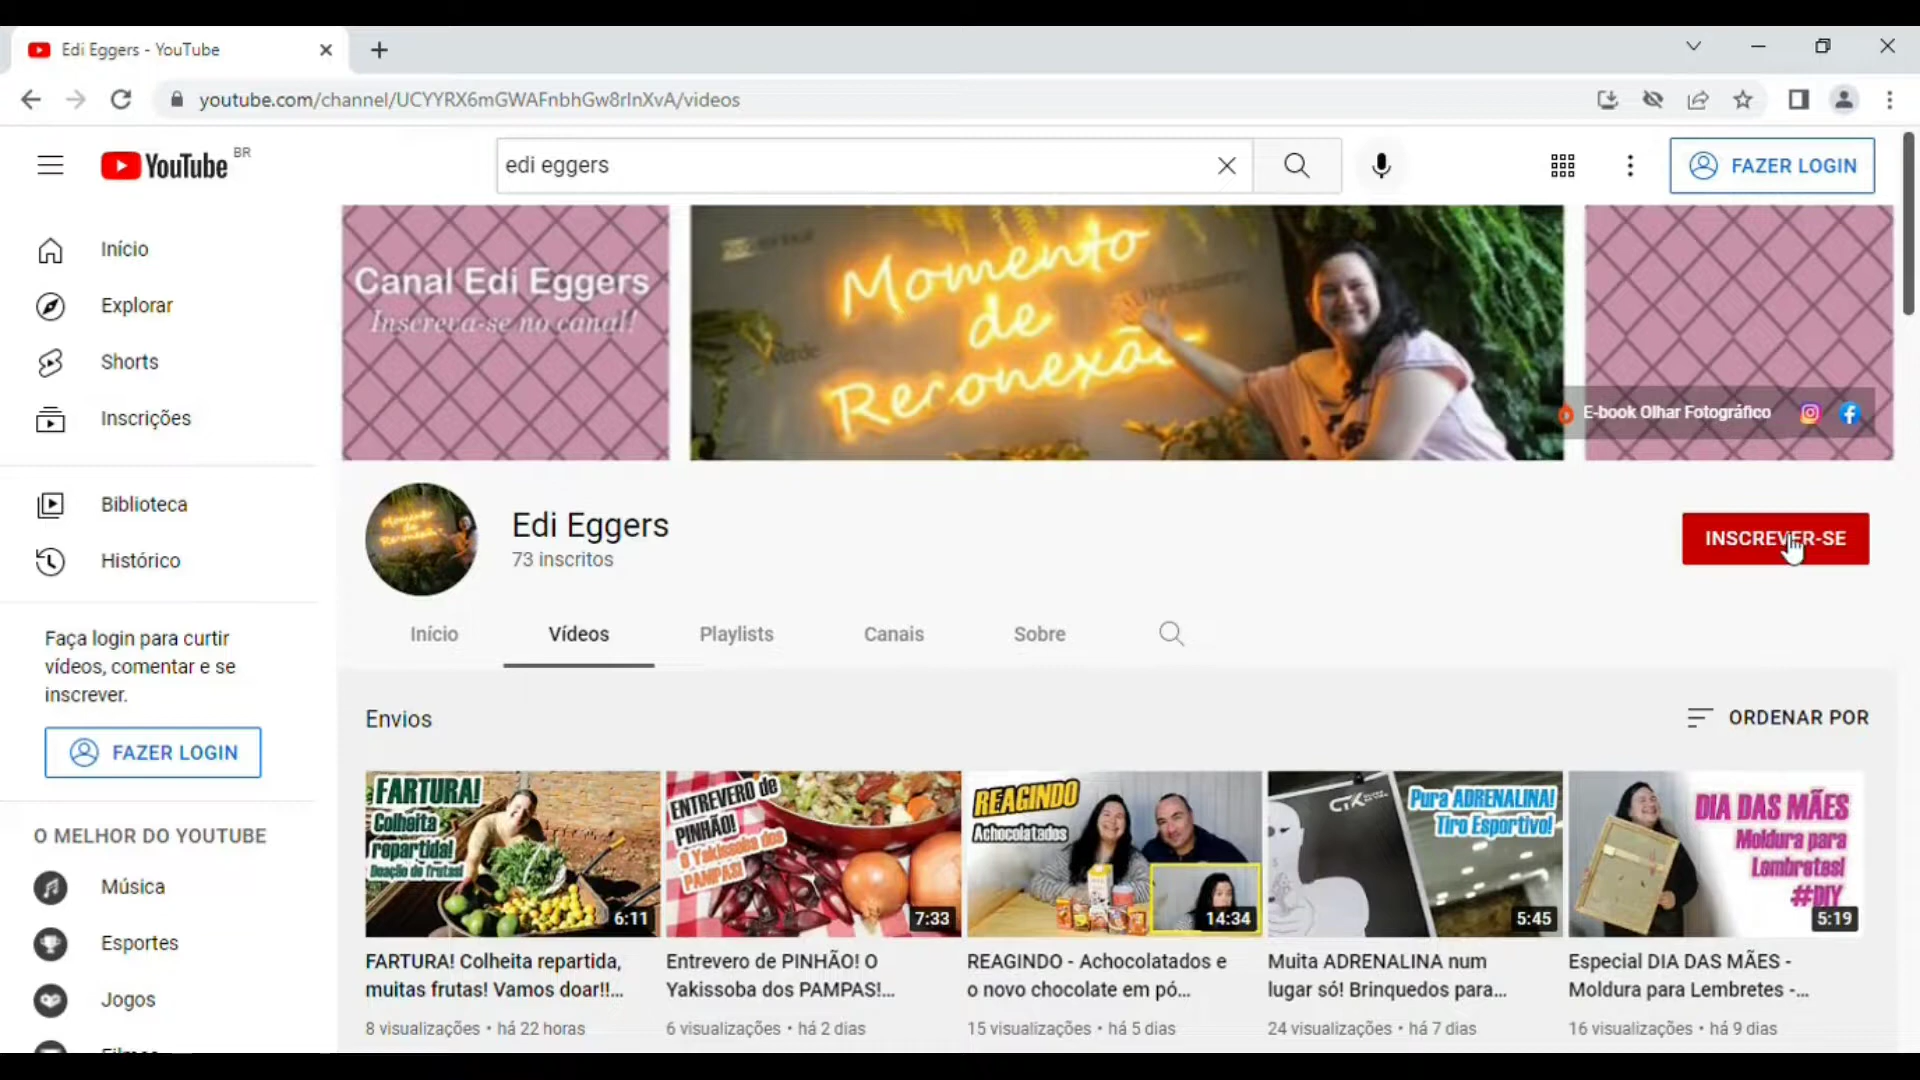 Edi Eggers - YouTube
youtube.com/channel/UCYYRX6mGWAFnbhGw8rlnXvA/videos
YouTube BR
edi eggers
FAZER LOGIN
Início
Explorar
Shorts
Inscrições
Biblioteca
Histórico
Faça login para curtir
vídeos, comentar e se
inscrever.
FAZER LOGIN
O MELHOR DO YOUTUBE
Música
Esportes
Jogos
Canal Edi Eggers
Inscreva-se no canal!
Momento
de
Reconexão
E-book Olhar Fotográfico
Edi Eggers
73 inscritos
INSCREVER-SE
Início
Vídeos
Playlists
Canais
Sobre
Envios
ORDENAR POR
FARTURA!
Colheita
repartida!
Doação de frutas!
6:11
FARTURA! Colheita repartida,
muitas frutas! Vamos doar!!...
8 visualizações • há 22 horas
ENTREVERO de
PINHÃO!
O Yakissoba dos
PAMPAS!
7:33
Entrevero de PINHÃO! O
Yakissoba dos PAMPAS!...
6 visualizações • há 2 dias
REAGINDO
Achocolatados
14:34
REAGINDO - Achocolatados e
o novo chocolate em pó...
15 visualizações • há 5 dias
CTK
Pura ADRENALINA!
Tiro Esportivo!
5:45
Muita ADRENALINA num
lugar só! Brinquedos para...
24 visualizações • há 7 dias
DIA DAS MÃES
Moldura para
Lembretes!
#DIY
5:19
Especial DIA DAS MÃES -
Moldura para Lembretes -...
16 visualizações • há 9 dias